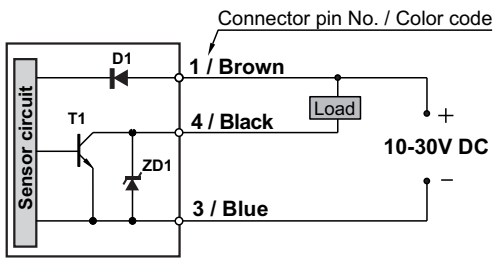 Connector pin No. / Color code
D1
1 / Brown
Load
T1
4 / Black
+
10-30V DC
Sensor circuit
ZD1
–
3 / Blue